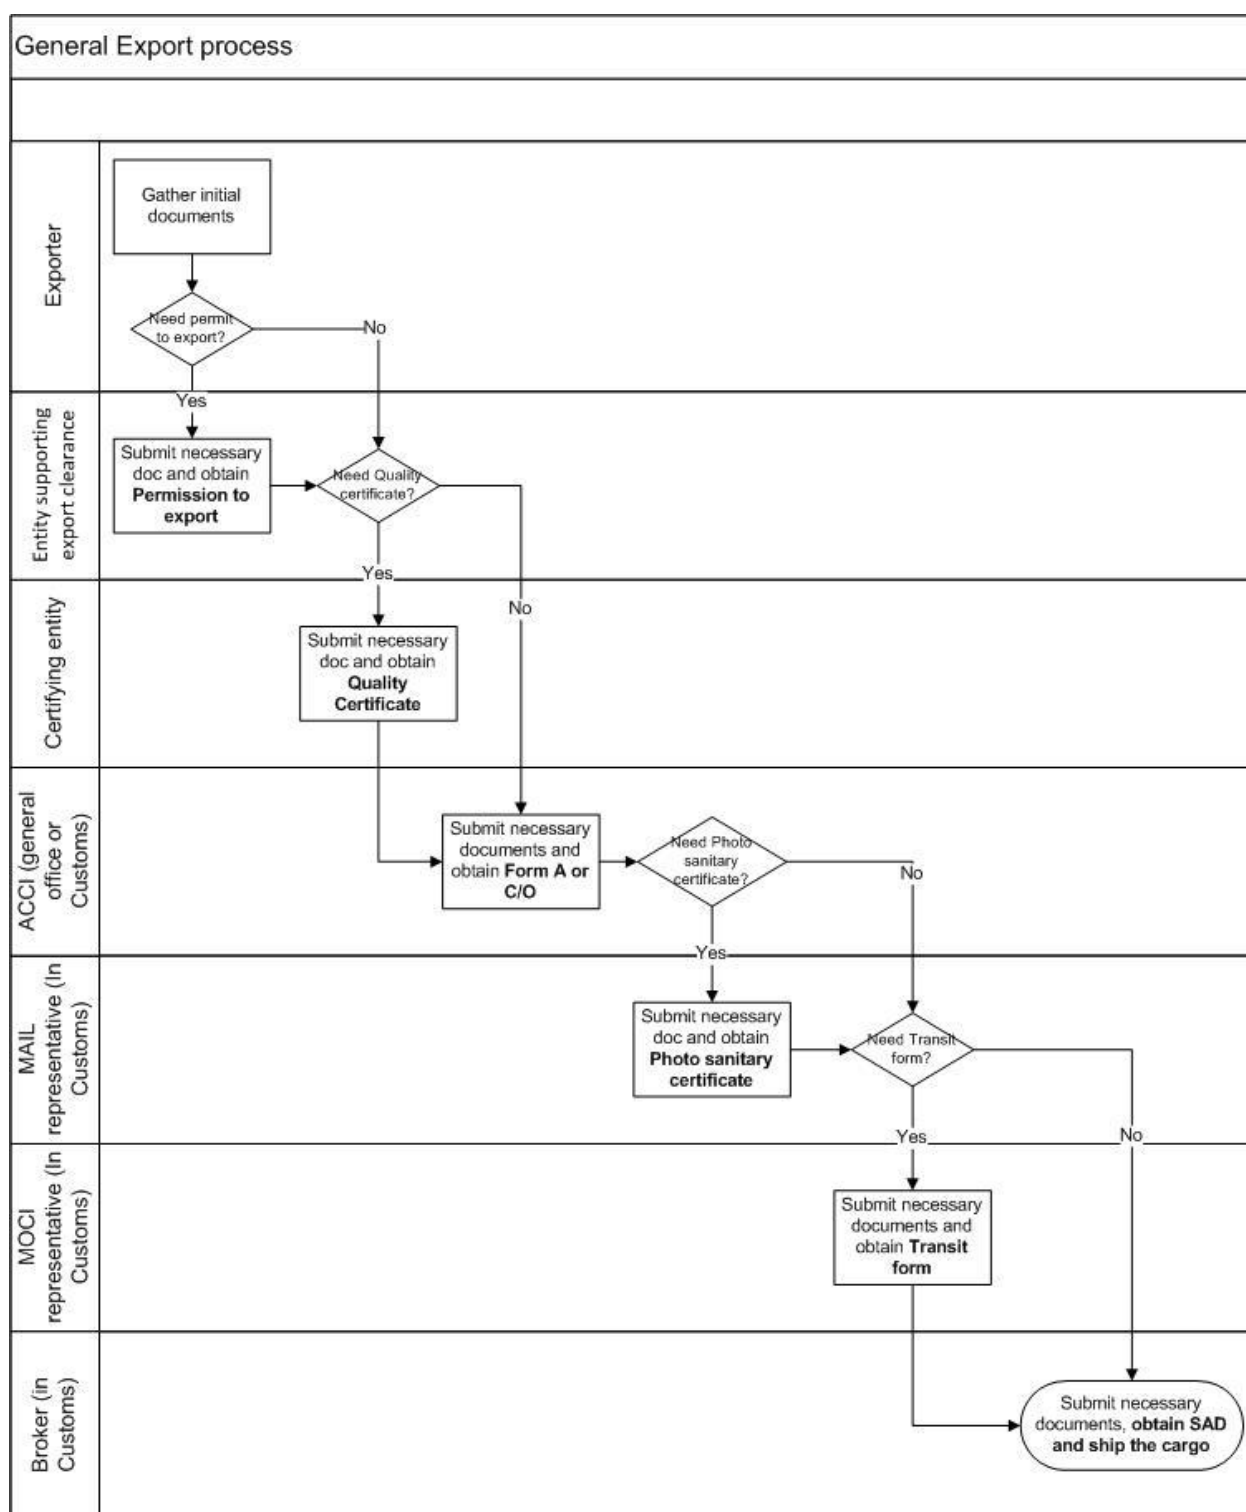 General Export process
Exporter
Gather initial
documents
Need permit
to export?
No
Yes
Entity supporting
export clearance
Submit necessary
doc and obtain
Permission to
export
Need Quality
certificate?
Yes
No
Certifying entity
Submit necessary
doc and obtain
Quality
Certificate
ACCI (general
office or
Customs)
Submit necessary
documents and
obtain Form A or
C/O
Need Photo
sanitary
certificate?
No
Yes
MAIL
representative (In
Customs)
Submit necessary
doc and obtain
Photo sanitary
certificate
Need Transit
form?
Yes
No
MOCI
representative (In
Customs)
Submit necessary
documents and
obtain Transit
form
Broker (in
Customs)
Submit necessary
documents, obtain SAD
and ship the cargo